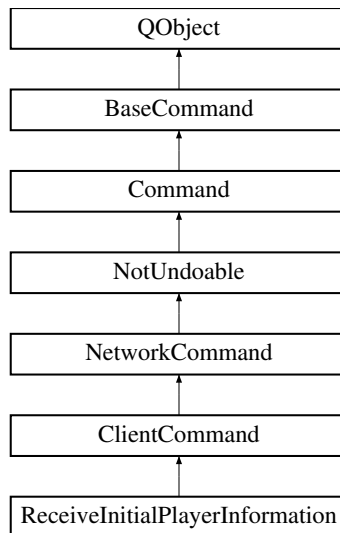 QObject
BaseCommand
Command
NotUndoable
NetworkCommand
ClientCommand
ReceiveInitialPlayerInformation